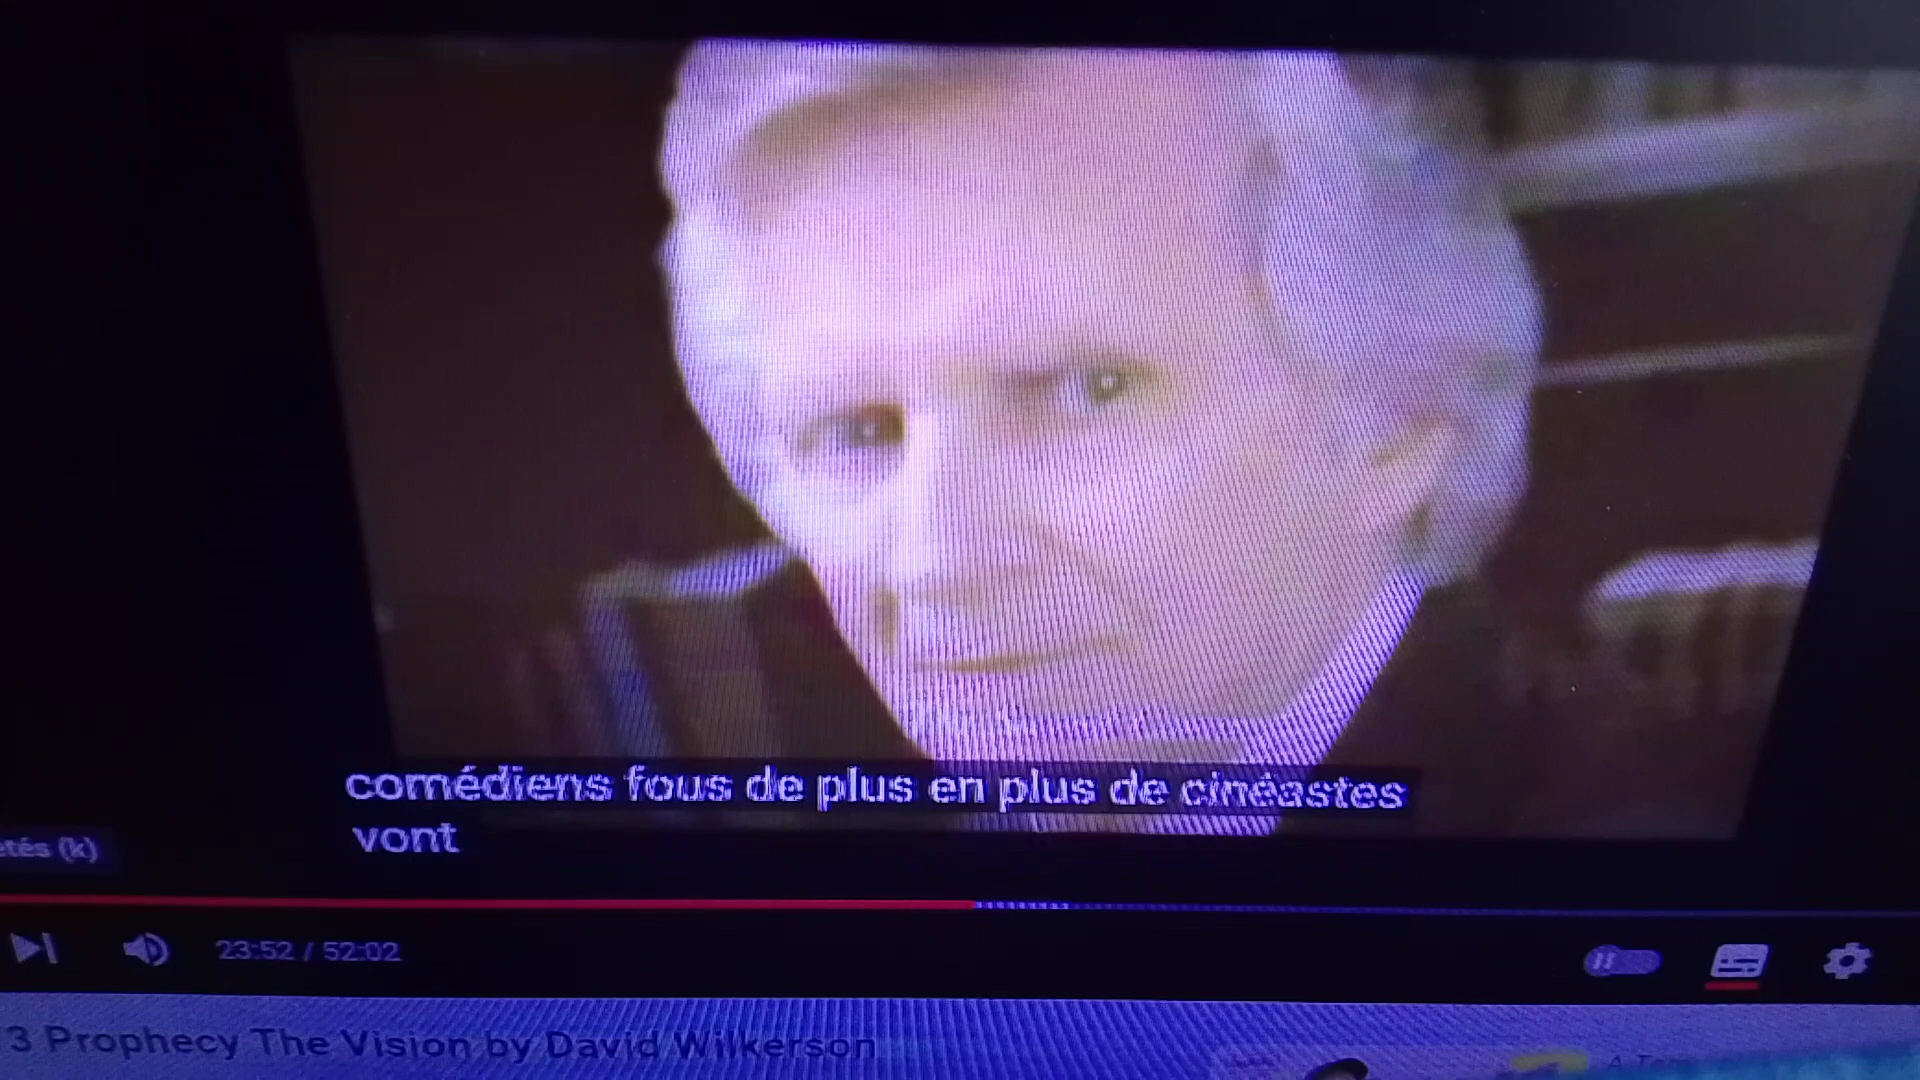 comédiens fous de plus en plus de cinéastes
vont
etés (k)
23:52 / 52:02
3 Prophecy The Vision by David Wilkerson